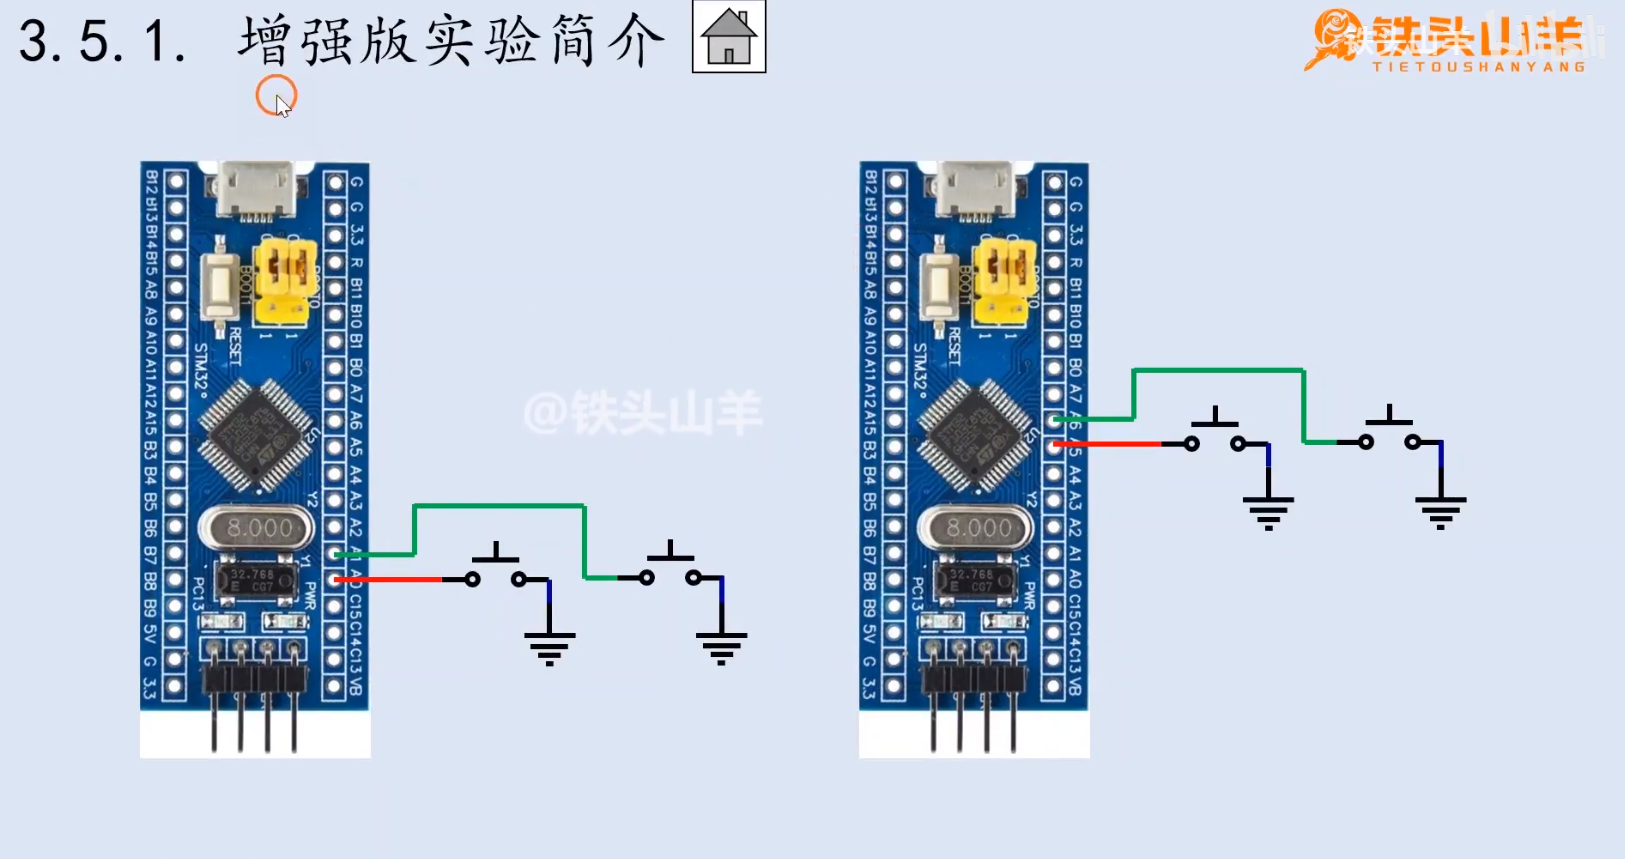 3.5.1. 增强版实验简介
铁头山羊
TIETOUSHANYANG
@铁头山羊
B12
B13
B14
B15
A8
A9
A10
A11
A12
A15
B3
B4
B5
B6
B7
B8
B9
5V
G
3.3
G
G
3.3
R
B11
B10
B1
B0
A7
A6
A5
A4
A3
A2
A1
A0
C15
C14
C13
VB
RESET
STM32
U2
Y2
8.000
Y1
32.768
E CG7
PC13
PWR
B12
B13
B14
B15
A8
A9
A10
A11
A12
A15
B3
B4
B5
B6
B7
B8
B9
5V
G
3.3
G
G
3.3
R
B11
B10
B1
B0
A7
A6
A5
A4
A3
A2
A1
A0
C15
C14
C13
VB
RESET
STM32
U2
Y2
8.000
Y1
32.768
E CG7
PC13
PWR